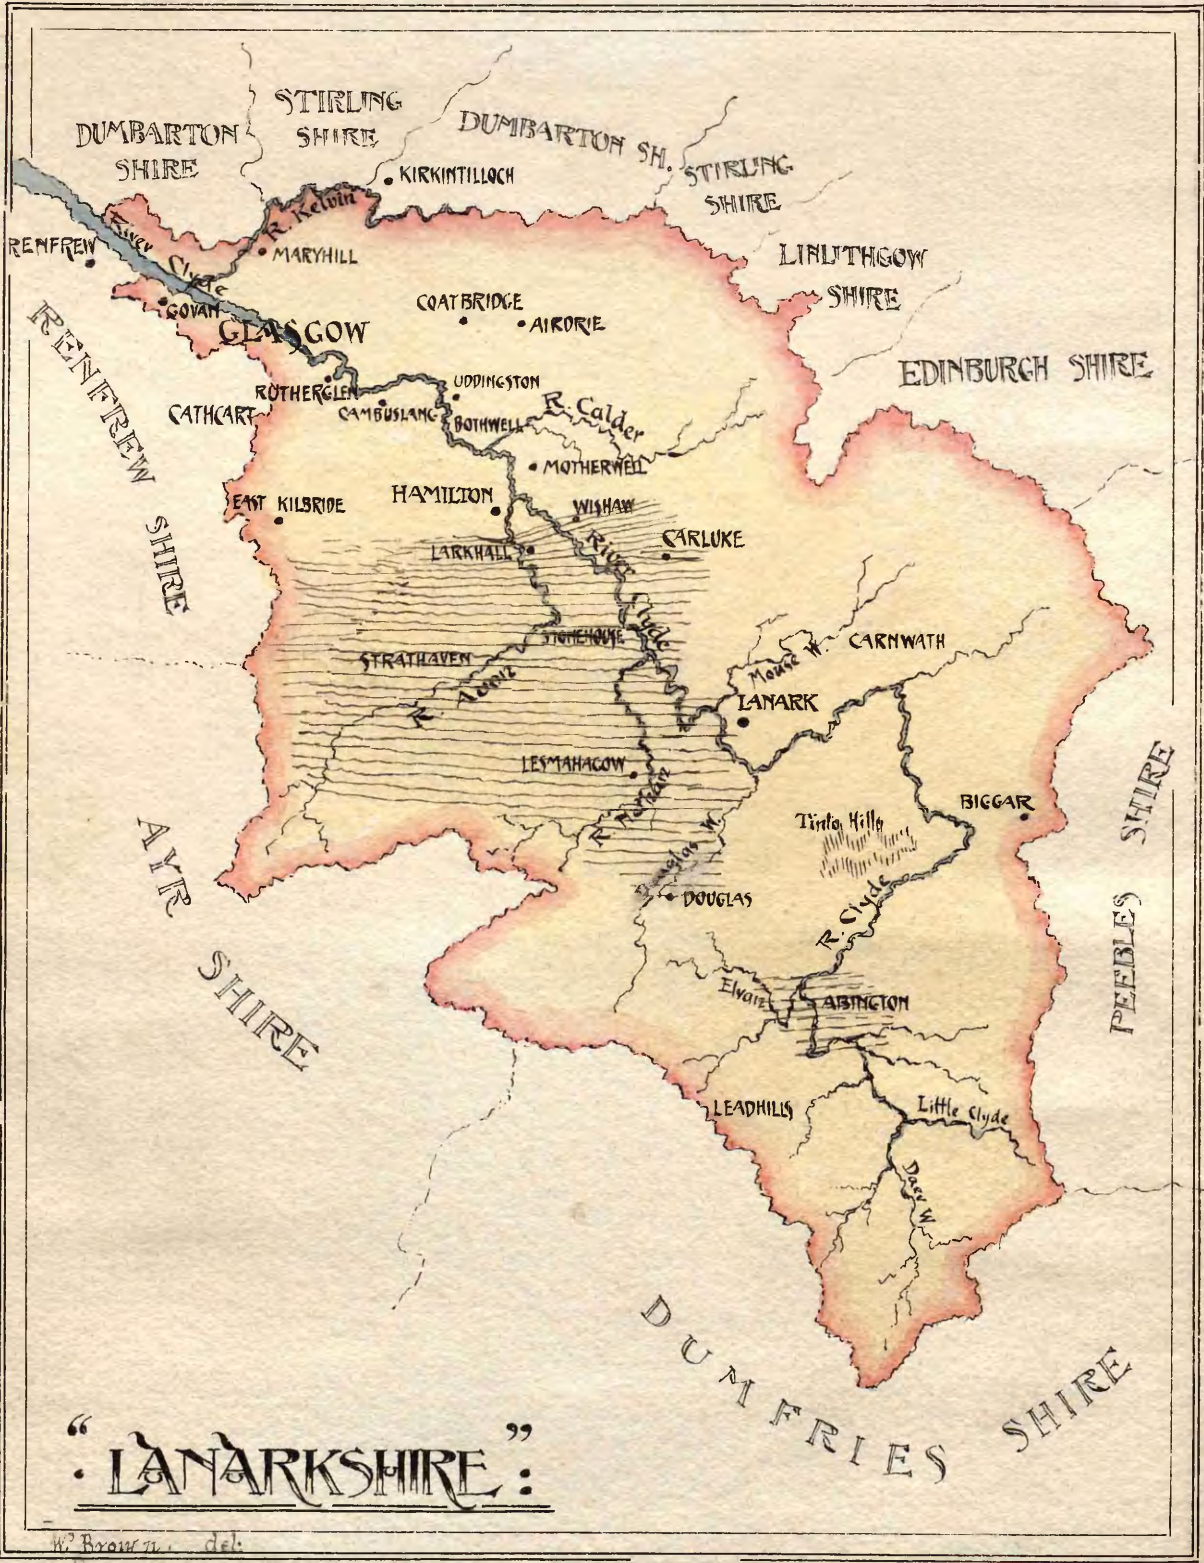 STIRLING
SHIRE
DUMBARTON
SHIRE
DUMBARTON SH.
STIRLING
SHIRE
KIRKINTILLOCH
R. Kelvin
River Clyde
RENFREW
MARYHILL
LINLITHGOW
SHIRE
GOVAN
GLASGOW
COATBRIDGE
AIRDRIE
RENFREW SHIRE
EDINBURGH SHIRE
RUTHERGLEN
UDDINGSTON
CATHCART
CAMBUSLANG
BOTHWELL
R. Calder
MOTHERWELL
HAMILTON
EAST KILBRIDE
WISHAW
LARKHALL
CARLUKE
River Clyde
STONEHOUSE
STRATHAVEN
R. Avon
Mouse W.
CARNWATH
LANARK
LESMAHAGOW
R. Nethan
Tinto Hills
BIGGAR
PEEBLES SHIRE
AYR SHIRE
Douglas W.
DOUGLAS
R. Clyde
Elvan
ABINGTON
LEADHILLS
Little Clyde
Daer W.
DUMFRIES SHIRE
"LANARKSHIRE":
W. Brown. del: